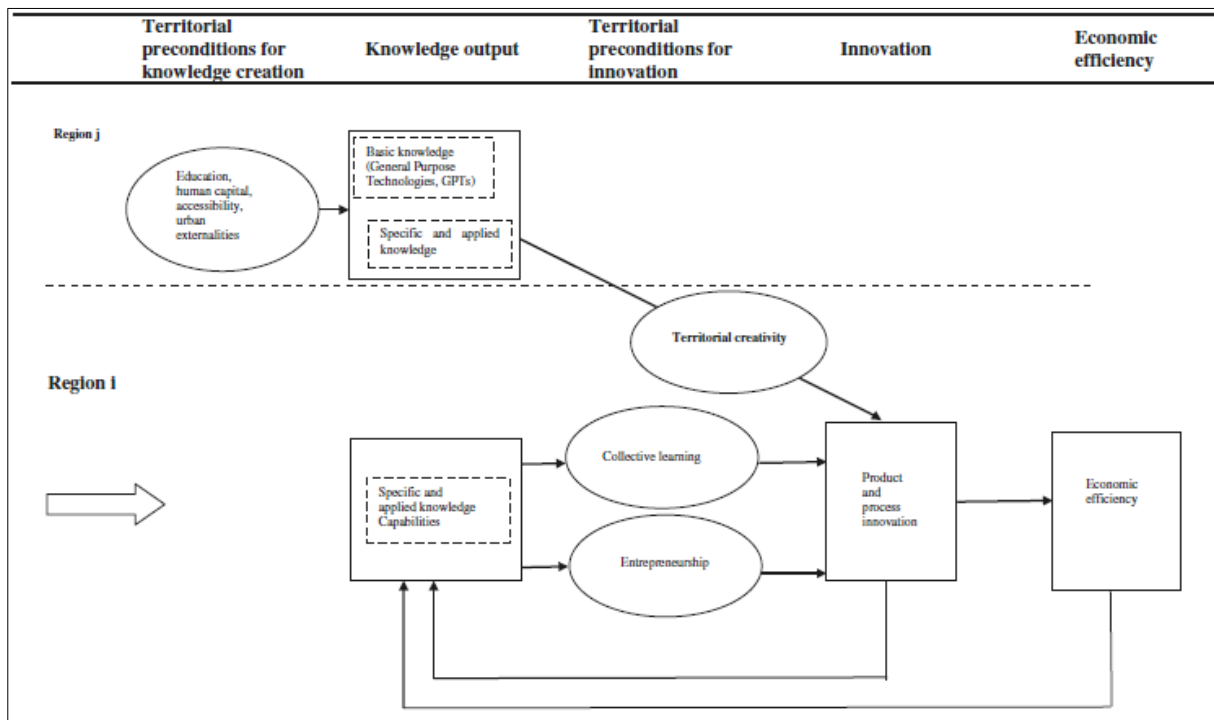 Territorial
preconditions for
knowledge creation
Knowledge output
Territorial
preconditions for
innovation
Innovation
Economic
efficiency
Region j
Education,
human capital,
accessibility,
urban
externalities
Basic knowledge
(General Purpose
Technologies, GPTs)
Specific and applied
knowledge
Territorial creativity
Region i
Specific and
applied knowledge
Capabilities
Collective learning
Entrepreneurship
Product
and
process
innovation
Economic
efficiency